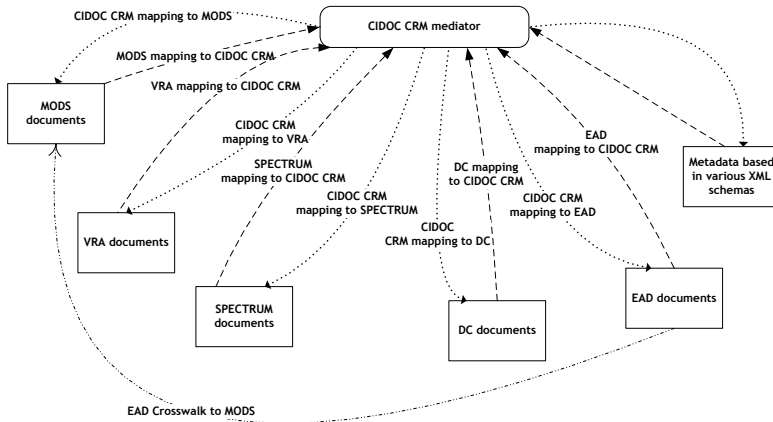 CIDOC CRM mapping to MODS
CIDOC CRM mediator
MODS mapping to CIDOC CRM
VRA mapping to CIDOC CRM
MODS
documents
CIDOC CRM
mapping to VRA
SPECTRUM
mapping to CIDOC CRM
CIDOC CRM
mapping to SPECTRUM
DC mapping
to CIDOC CRM
CIDOC
CRM mapping to DC
EAD
mapping to CIDOC CRM
CIDOC CRM
mapping to EAD
Metadata based
in various XML
schemas
VRA documents
SPECTRUM
documents
DC documents
EAD documents
EAD Crosswalk to MODS